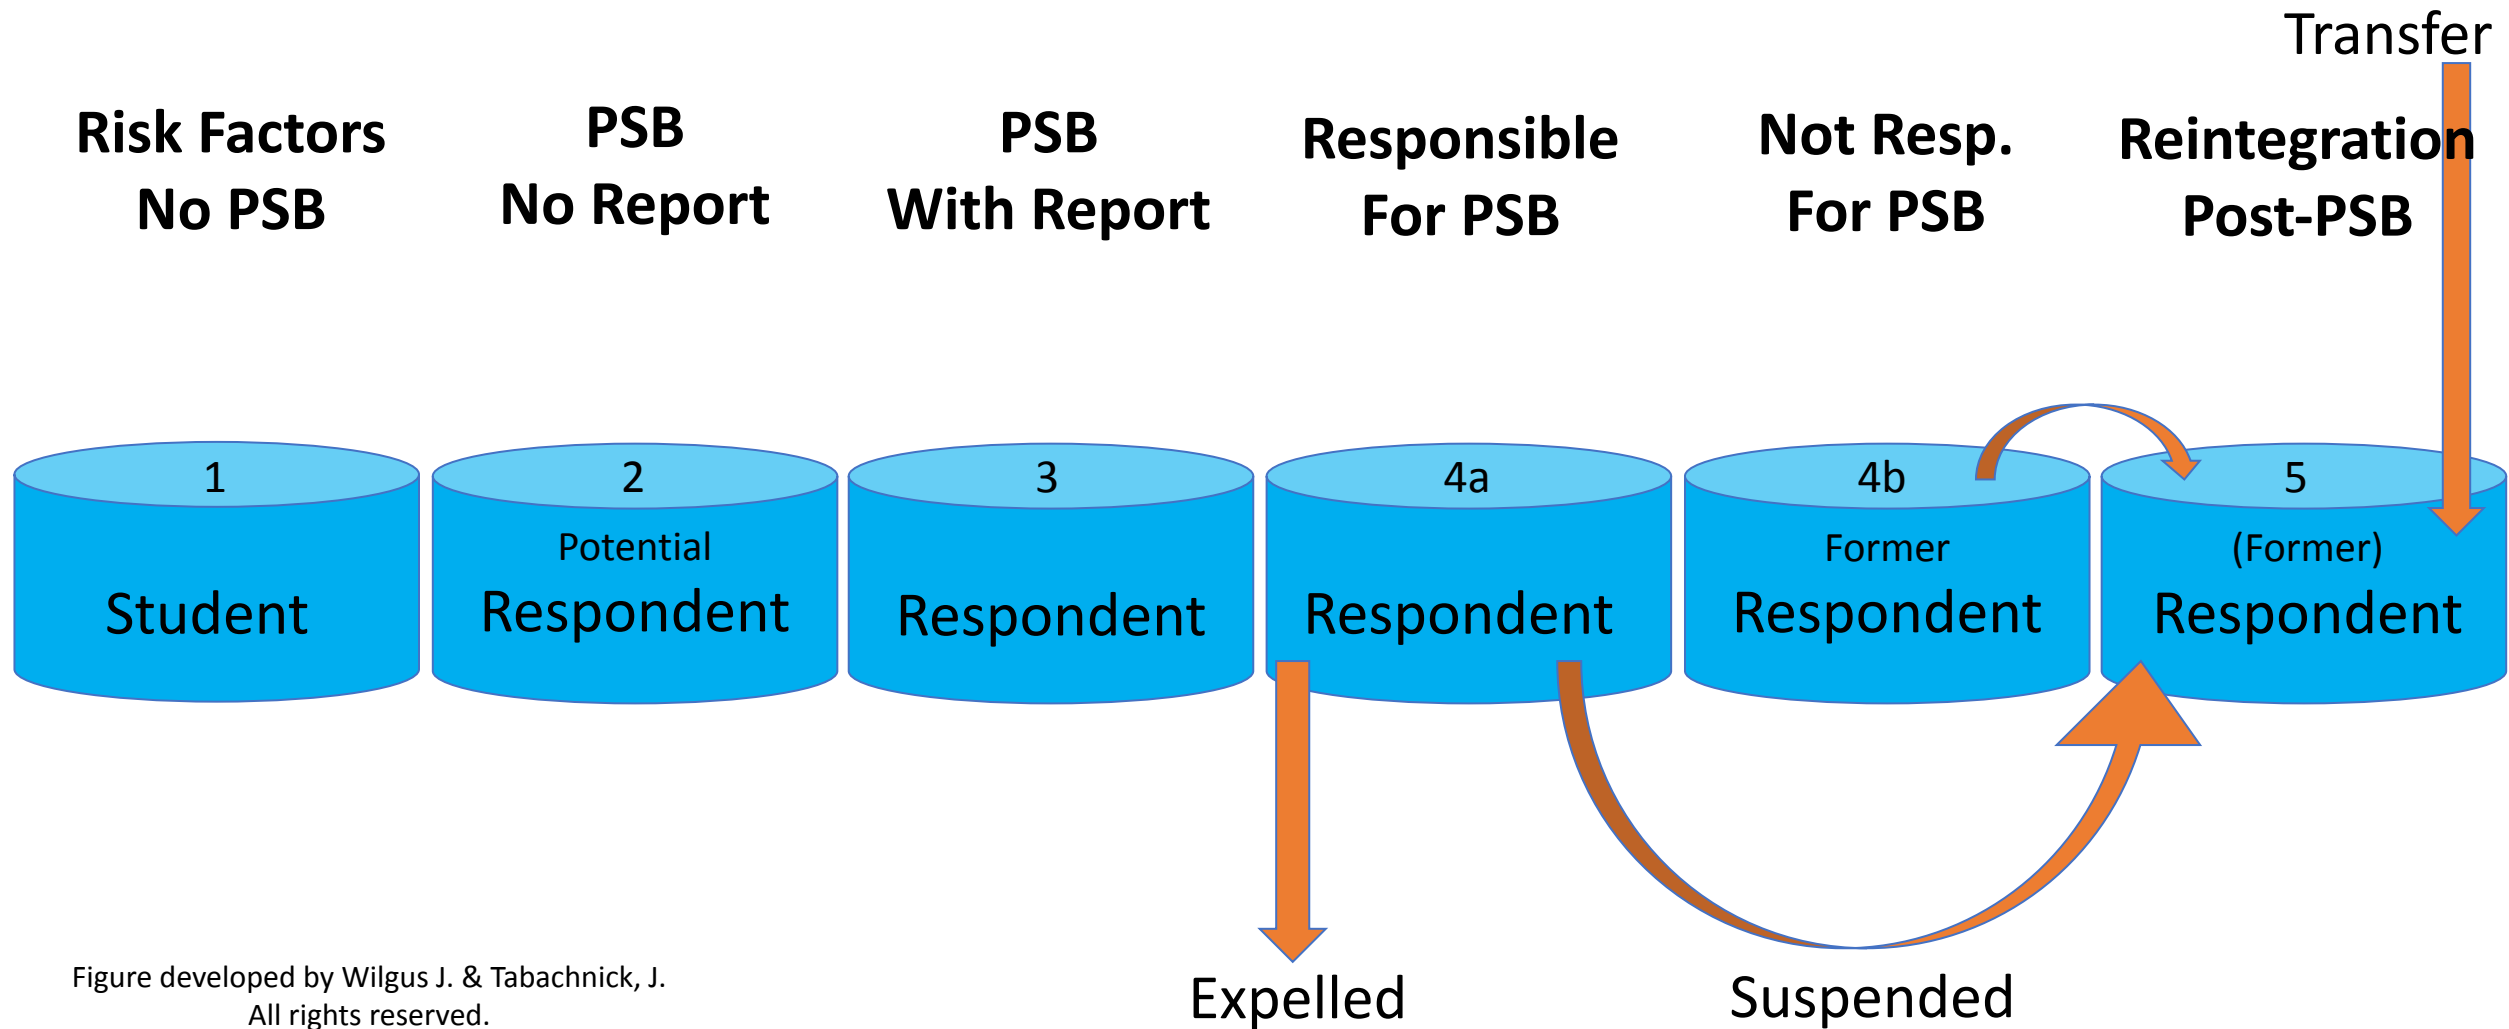 Transfer
Risk Factors
No PSB
PSB
No Report
PSB
With Report
Responsible
For PSB
Not Resp.
For PSB
Reintegration
Post-PSB
1
Student
2
Potential
Respondent
3
Respondent
4a
Respondent
4b
Former
Respondent
5
(Former)
Respondent
Expelled
Suspended
Figure developed by Wilgus J. & Tabachnick, J.
All rights reserved.